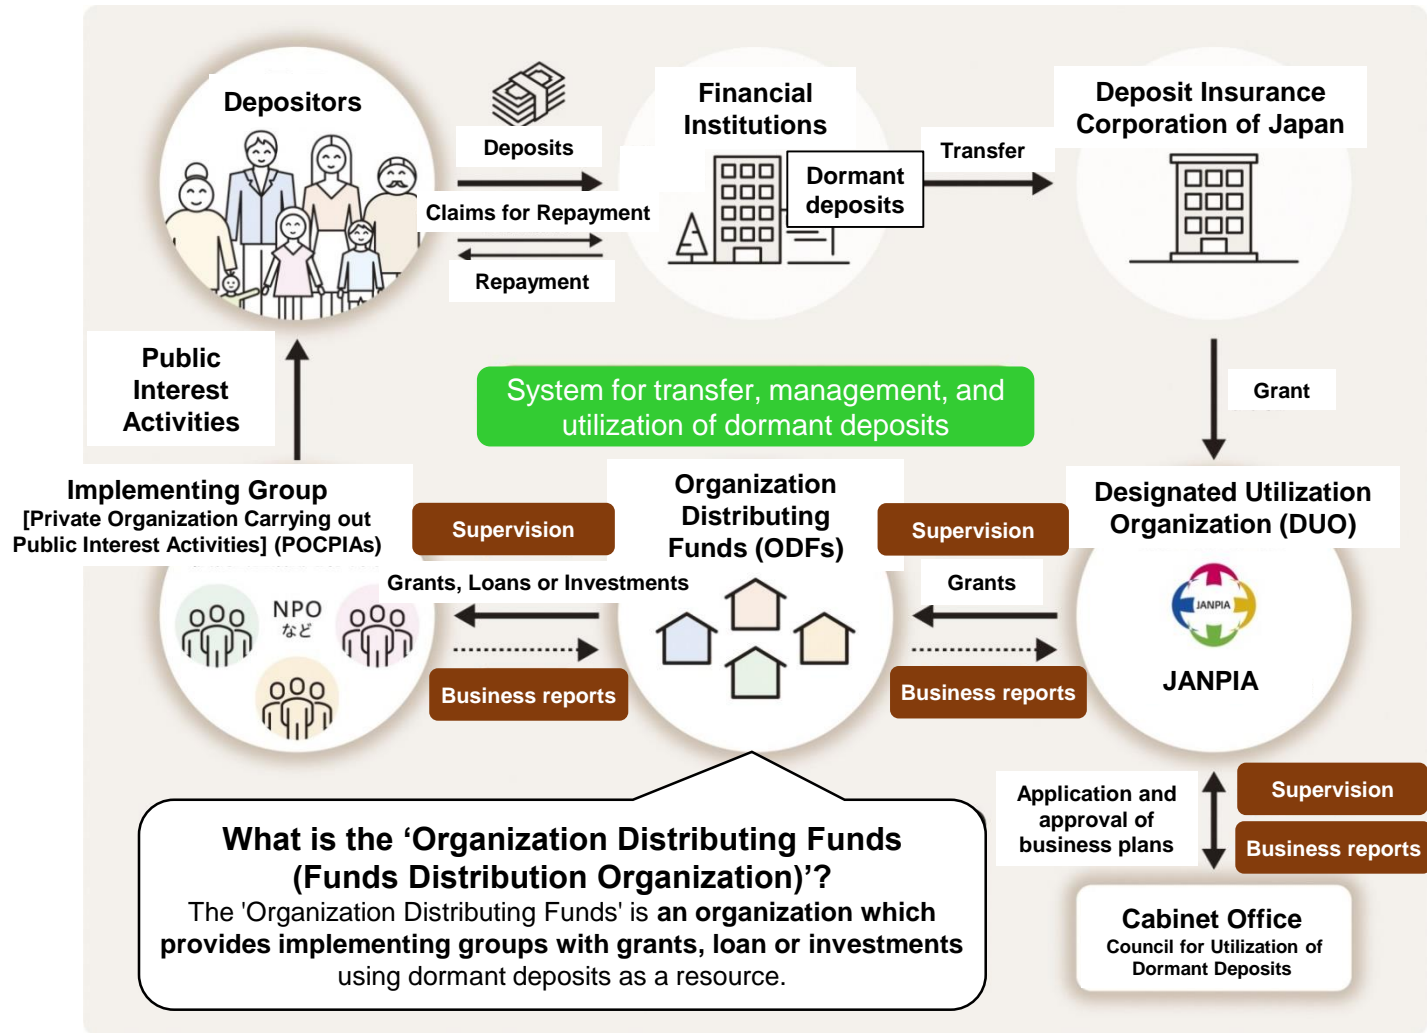 Depositors
Deposits
Claims for Repayment
Repayment
Financial
Institutions
Dormant
deposits
Transfer
Deposit Insurance
Corporation of Japan
Public
Interest
Activities
System for transfer, management, and
utilization of dormant deposits
Grant
Implementing Group
[Private Organization Carrying out
Public Interest Activities] (POCPIAs)
NPO
など
Supervision
Grants, Loans or Investments
Business reports
Organization
Distributing
Funds (ODFs)
Supervision
Grants
Business reports
Designated Utilization
Organization (DUO)
JANPIA
JANPIA
What is the ‘Organization Distributing Funds
(Funds Distribution Organization)’?
The 'Organization Distributing Funds' is an organization which
provides implementing groups with grants, loan or investments
using dormant deposits as a resource.
Application and
approval of
business plans
Supervision
Business reports
Cabinet Office
Council for Utilization of
Dormant Deposits